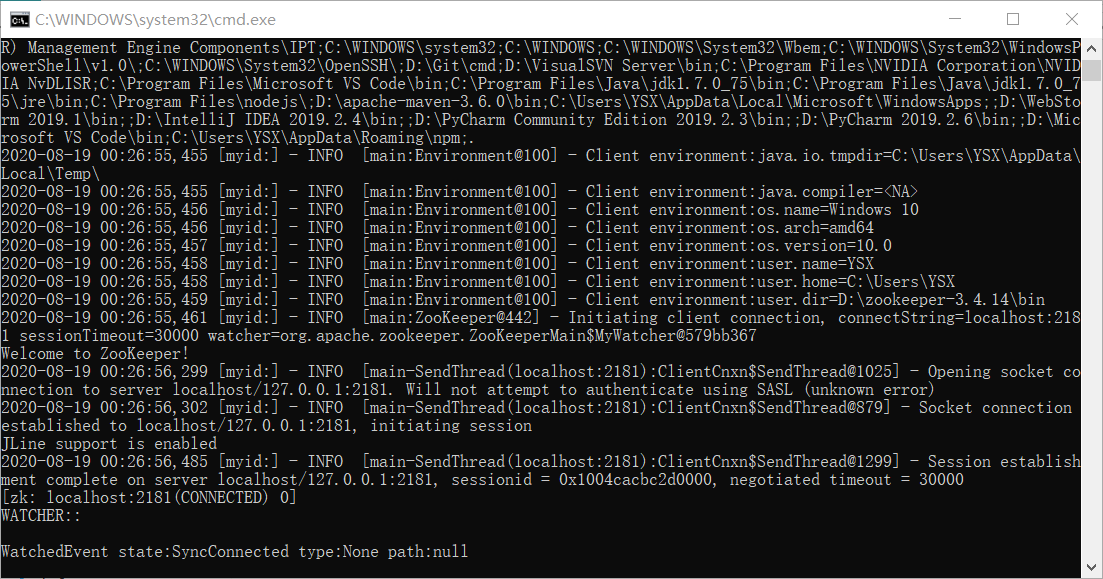 C:\WINDOWS\system32\cmd.exe
R) Management Engine Components\IPT;C:\WINDOWS\system32;C:\WINDOWS;C:\WINDOWS\System32\Wbem;C:\WINDOWS\System32\WindowsP
owerShell\v1.0\;C:\WINDOWS\System32\OpenSSH\;D:\Git\cmd;D:\VisualSVN Server\bin;C:\Program Files\NVIDIA Corporation\NVID
IA NvDLISR;C:\Program Files\Microsoft VS Code\bin;C:\Program Files\Java\jdk1.7.0_75\bin;C:\Program Files\Java\jdk1.7.0_7
5\jre\bin;C:\Program Files\nodejs\;D:\apache-maven-3.6.0\bin;C:\Users\YSX\AppData\Local\Microsoft\WindowsApps;;D:\WebSto
rm 2019.1\bin;;D:\IntelliJ IDEA 2019.2.4\bin;;D:\PyCharm Community Edition 2019.2.3\bin;;D:\PyCharm 2019.2.6\bin;;D:\Mic
rosoft VS Code\bin;C:\Users\YSX\AppData\Roaming\npm;.
2020-08-19 00:26:55,455 [myid:] - INFO  [main:Environment@100] - Client environment:java.io.tmpdir=C:\Users\YSX\AppData\
Local\Temp\
2020-08-19 00:26:55,455 [myid:] - INFO  [main:Environment@100] - Client environment:java.compiler=<NA>
2020-08-19 00:26:55,456 [myid:] - INFO  [main:Environment@100] - Client environment:os.name=Windows 10
2020-08-19 00:26:55,456 [myid:] - INFO  [main:Environment@100] - Client environment:os.arch=amd64
2020-08-19 00:26:55,457 [myid:] - INFO  [main:Environment@100] - Client environment:os.version=10.0
2020-08-19 00:26:55,458 [myid:] - INFO  [main:Environment@100] - Client environment:user.name=YSX
2020-08-19 00:26:55,458 [myid:] - INFO  [main:Environment@100] - Client environment:user.home=C:\Users\YSX
2020-08-19 00:26:55,459 [myid:] - INFO  [main:Environment@100] - Client environment:user.dir=D:\zookeeper-3.4.14\bin
2020-08-19 00:26:55,461 [myid:] - INFO  [main:ZooKeeper@442] - Initiating client connection, connectString=localhost:218
1 sessionTimeout=30000 watcher=org.apache.zookeeper.ZooKeeperMain$MyWatcher@579bb367
Welcome to ZooKeeper!
2020-08-19 00:26:56,299 [myid:] - INFO  [main-SendThread(localhost:2181):ClientCnxn$SendThread@1025] - Opening socket co
nnection to server localhost/127.0.0.1:2181. Will not attempt to authenticate using SASL (unknown error)
2020-08-19 00:26:56,302 [myid:] - INFO  [main-SendThread(localhost:2181):ClientCnxn$SendThread@879] - Socket connection
established to localhost/127.0.0.1:2181, initiating session
JLine support is enabled
2020-08-19 00:26:56,485 [myid:] - INFO  [main-SendThread(localhost:2181):ClientCnxn$SendThread@1299] - Session establish
ment complete on server localhost/127.0.0.1:2181, sessionid = 0x1004cacbc2d0000, negotiated timeout = 30000
[zk: localhost:2181(CONNECTED) 0]
WATCHER::
WatchedEvent state:SyncConnected type:None path:null